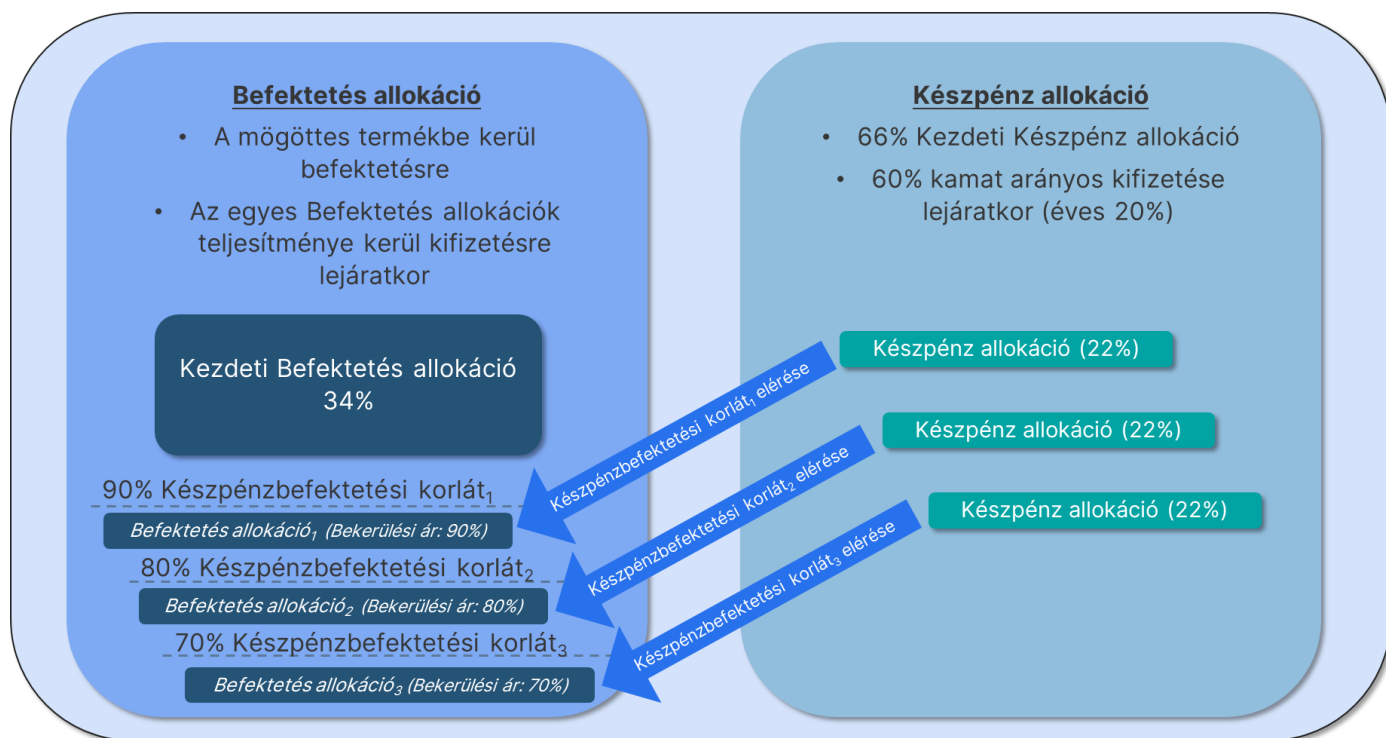 Befektetés allokáció
• A mögöttes termékbe kerül
befektetésre
• Az egyes Befektetés allokációk
teljesítménye kerül kifizetésre
lejáratkor
Kezdeti Befektetés allokáció
34%
90% Készpénzbefektetési korlát₁
Befektetés allokáció₁ (Bekerülési ár: 90%)
80% Készpénzbefektetési korlát₂
Befektetés allokáció₂ (Bekerülési ár: 80%)
70% Készpénzbefektetési korlát₃
Befektetés allokáció₃ (Bekerülési ár: 70%)
Készpénzbefektetési korlát₁ elérése
Készpénzbefektetési korlát₂ elérése
Készpénzbefektetési korlát₃ elérése
Készpénz allokáció
• 66% Kezdeti Készpénz allokáció
• 60% kamat arányos kifizetése
lejáratkor (éves 20%)
Készpénz allokáció (22%)
Készpénz allokáció (22%)
Készpénz allokáció (22%)